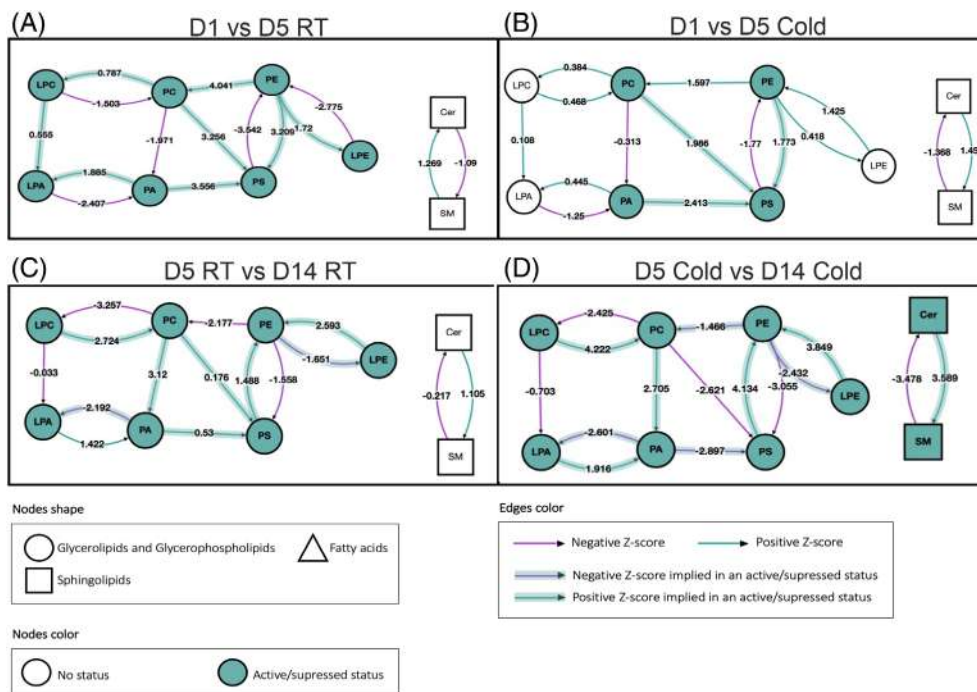 (A) D1 vs D5 RT
LPC
0.787
PC
4.041
PE
-1.503
-2.775
-3.542
3.209
1.72
0.555
-1.971
3.256
LPE
Cer
1.269
-1.09
SM
LPA
1.885
-2.407
PA
3.556
PS
(B) D1 vs D5 Cold
LPC
0.384
PC
1.597
PE
0.468
1.425
0.418
0.108
-0.313
1.986
-1.77
1.773
LPE
Cer
-1.368
1.45
SM
LPA
0.445
-1.25
PA
2.413
PS
(C) D5 RT vs D14 RT
LPC
-3.257
PC
-2.177
PE
2.593
2.724
-1.651
LPE
-0.033
3.12
0.176
1.488
-1.558
Cer
-0.217
1.105
SM
LPA
-2.192
1.422
PA
0.53
PS
(D) D5 Cold vs D14 Cold
LPC
-2.425
PC
-1.466
PE
3.849
4.222
-2.432
LPE
-0.703
2.705
-2.621
4.134
-3.055
Cer
-3.478
3.589
SM
LPA
-2.601
1.916
PA
-2.897
PS
Nodes shape
Glycerolipids and Glycerophospholipids
Fatty acids
Sphingolipids
Nodes color
No status
Active/supressed status
Edges color
Negative Z-score
Positive Z-score
Negative Z-score implied in an active/supressed status
Positive Z-score implied in an active/supressed status